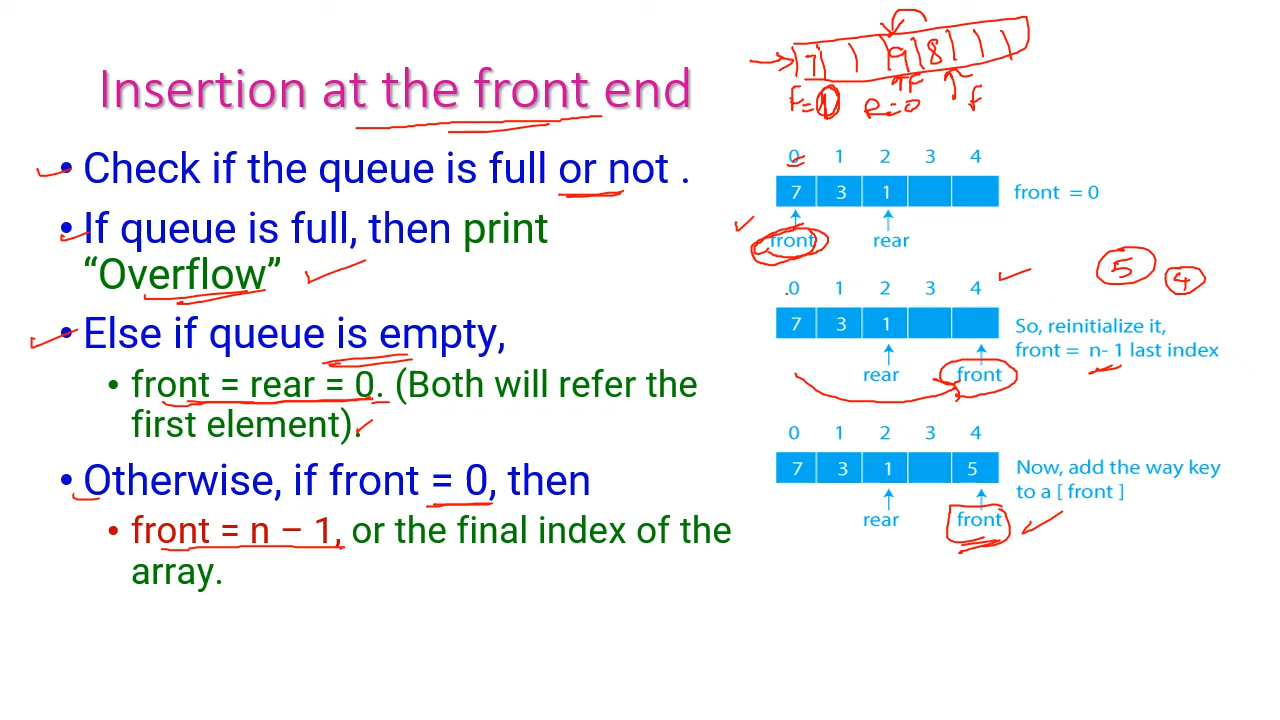 Insertion at the front end
• Check if the queue is full or not .
• If queue is full, then print
“Overflow”
• Else if queue is empty,
• front = rear = 0. (Both will refer the
first element).
• Otherwise, if front = 0, then
• front = n – 1, or the final index of the
array.
7 9 8
F=1 R=0 F F
0 1 2 3 4
7 3 1
front = 0
front rear
5 4
0 1 2 3 4
7 3 1
So, reinitialize it,
front = n- 1 last index
rear front
0 1 2 3 4
7 3 1 5
Now, add the way key
to a [ front ]
rear front